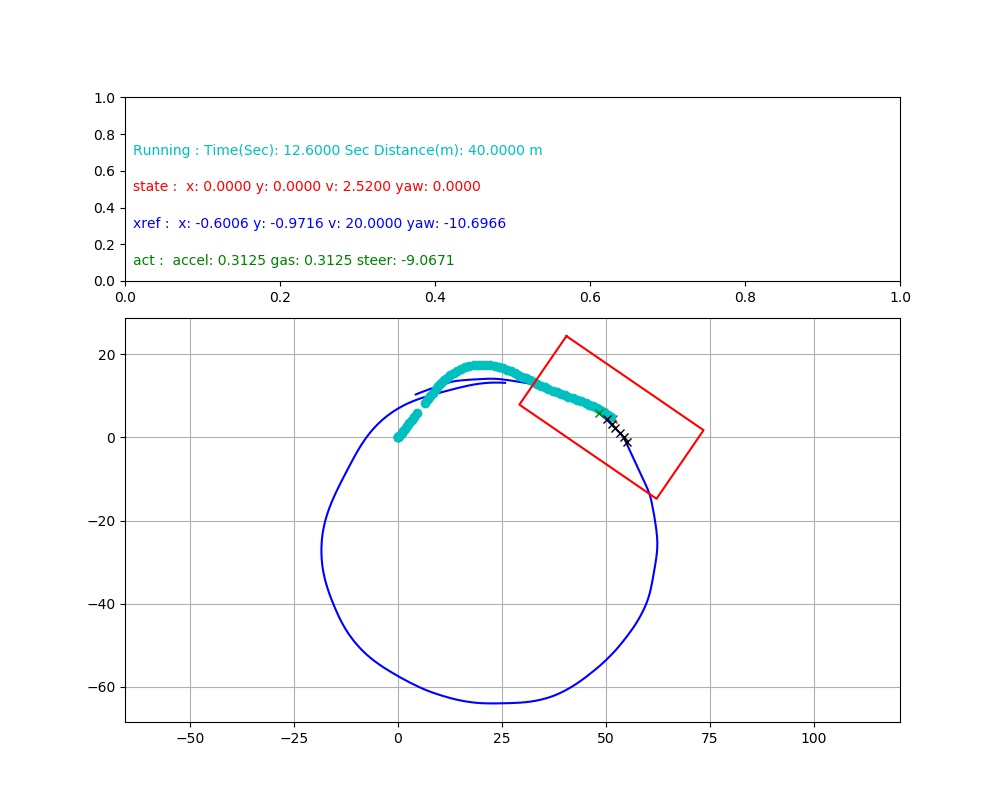 1.0
0.8
Running : Time(Sec): 12.6000 Sec Distance(m): 40.0000 m
0.6
state :  x: 0.0000 y: 0.0000 v: 2.5200 yaw: 0.0000
0.4
xref :  x: -0.6006 y: -0.9716 v: 20.0000 yaw: -10.6966
0.2
act :  accel: 0.3125 gas: 0.3125 steer: -9.0671
0.0
0.0 0.2 0.4 0.6 0.8 1.0
20
0
−20
−40
−60
−50 −25 0 25 50 75 100